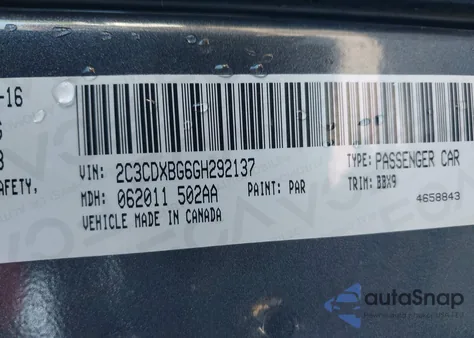 -16
AFETY,
VIN: 2C3CDXBG6GH292137
TYPE: PASSENGER CAR
MDH: 062011 502AA
PAINT: PAR
TRIM: BBX9
VEHICLE MADE IN CANADA
4658843
autoSnap